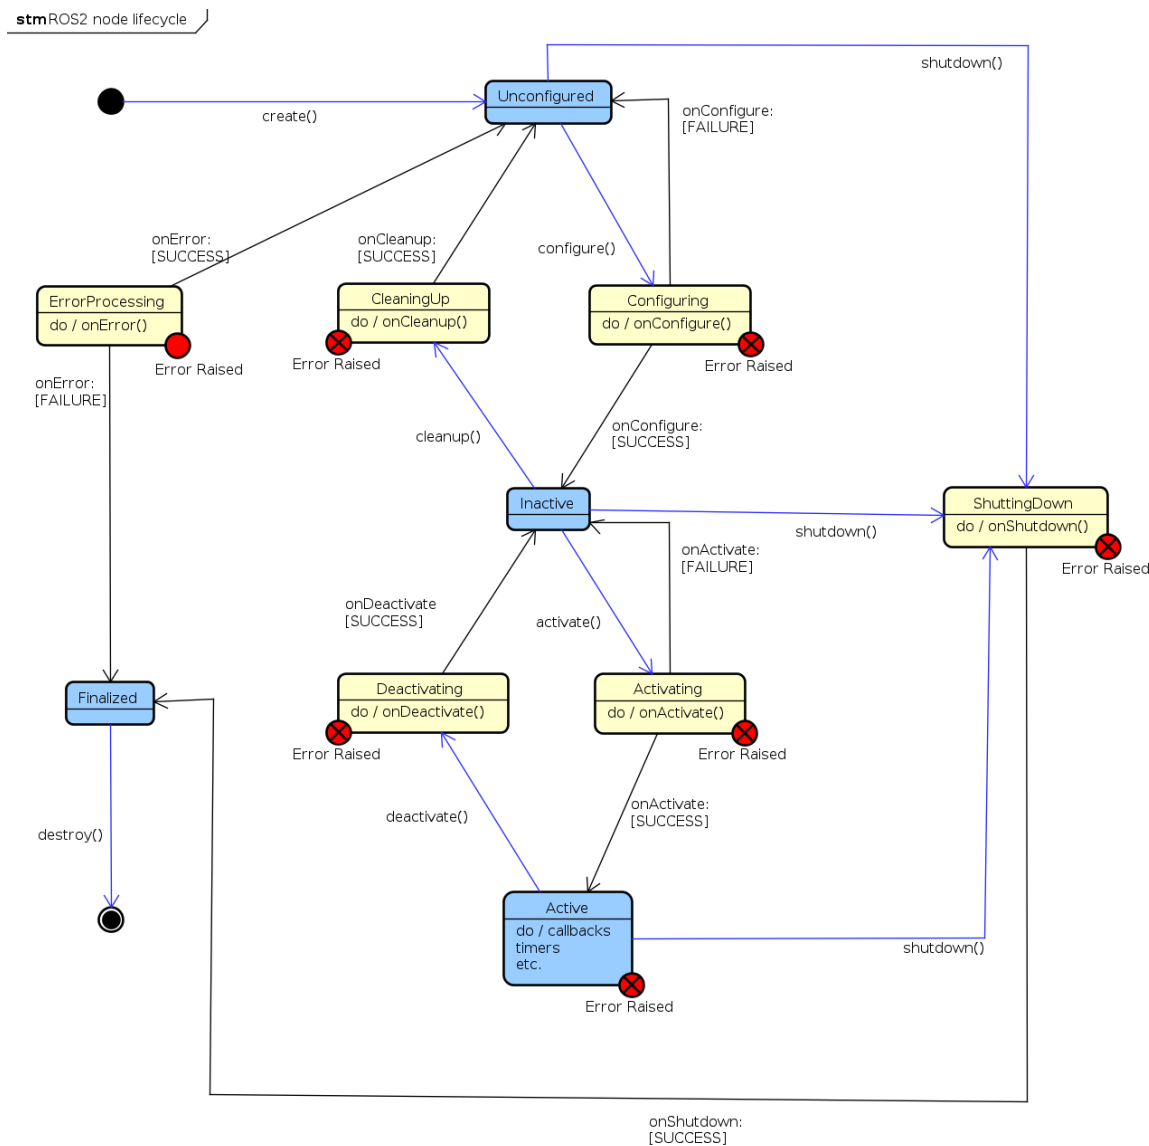 stm ROS2 node lifecycle
shutdown()
Unconfigured
create()
onConfigure:
[FAILURE]
onError:
[SUCCESS]
onCleanup:
[SUCCESS]
configure()
ErrorProcessing
do / onError()
Error Raised
CleaningUp
do / onCleanup()
Error Raised
Configuring
do / onConfigure()
Error Raised
onError:
[FAILURE]
cleanup()
onConfigure:
[SUCCESS]
Inactive
shutdown()
ShuttingDown
do / onShutdown()
Error Raised
onActivate:
[FAILURE]
onDeactivate
[SUCCESS]
activate()
Finalized
Deactivating
do / onDeactivate()
Error Raised
Activating
do / onActivate()
Error Raised
destroy()
deactivate()
onActivate:
[SUCCESS]
Active
do / callbacks
timers
etc.
Error Raised
shutdown()
onShutdown:
[SUCCESS]